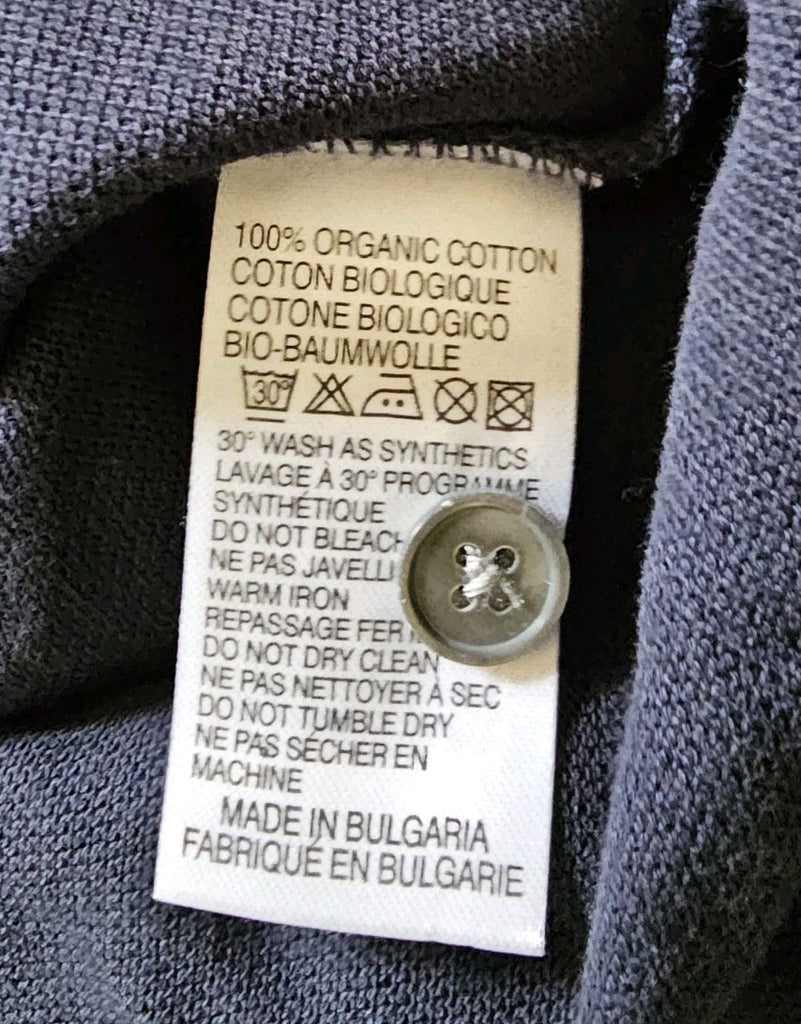 100% ORGANIC COTTON
COTON BIOLOGIQUE
COTONE BIOLOGICO
BIO-BAUMWOLLE
30°
30° WASH AS SYNTHETICS
LAVAGE À 30° PROGRAMME
SYNTHÉTIQUE
DO NOT BLEACH
NE PAS
WARM IRON
REPASSAGE
DO NOT DRY CLEAN
NE PAS NETTOYER À SEC
DO NOT TUMBLE DRY
NE PAS SÉCHER EN
MACHINE
MADE IN BULGARIA
FABRIQUÉ EN BULGARIE